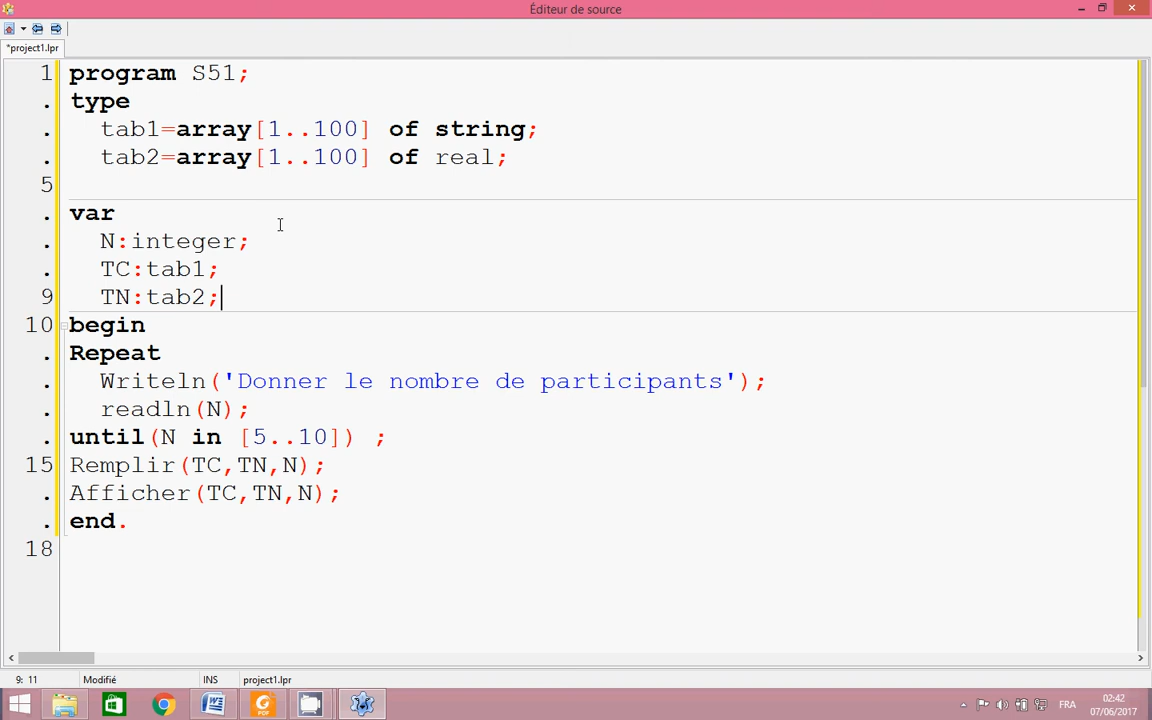 Éditeur de source
*project1.lpr
1 program S51;
. type
. tab1=array[1..100] of string;
. tab2=array[1..100] of real;
5
. var
. N:integer;
. TC:tab1;
9 TN:tab2;
10 begin
. Repeat
. Writeln('Donner le nombre de participants');
. readln(N);
. until(N in [5..10]) ;
15 Remplir(TC,TN,N);
. Afficher(TC,TN,N);
. end.
18
9: 11 Modifié INS project1.lpr
FRA 02:42
07/06/2017